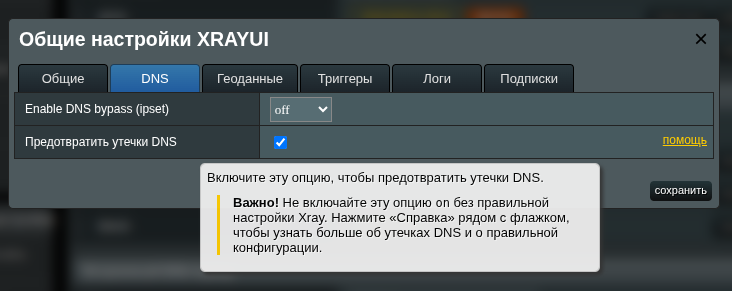 Общие настройки XRAYUI
×
Общие DNS Геоданные Триггеры Логи Подписки
Enable DNS bypass (ipset) off
Предотвратить утечки DNS помощь
Включите эту опцию, чтобы предотвратить утечки DNS.
Важно! Не включайте эту опцию on без правильной
настройки Xray. Нажмите «Справка» рядом с флажком,
чтобы узнать больше об утечках DNS и о правильной
конфигурации.
сохранить